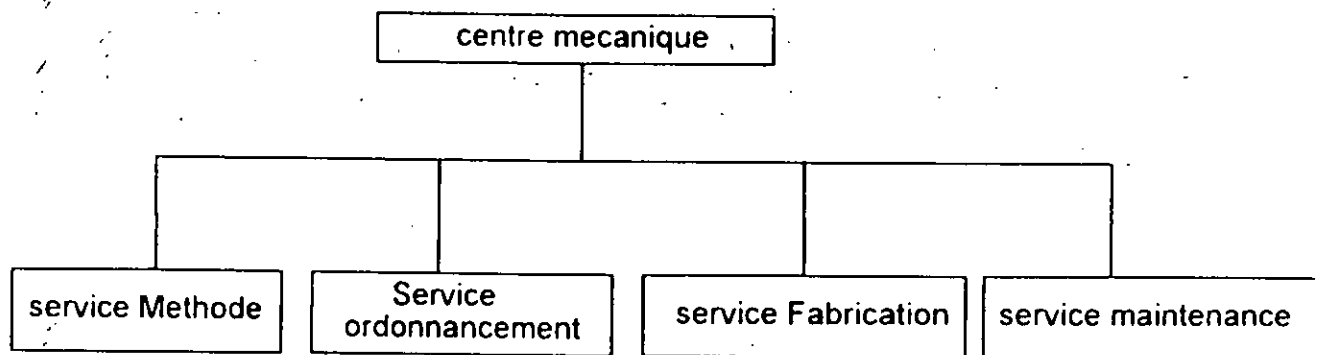 centre mecanique
service Methode
Service
ordonnancement
service Fabrication
service maintenance